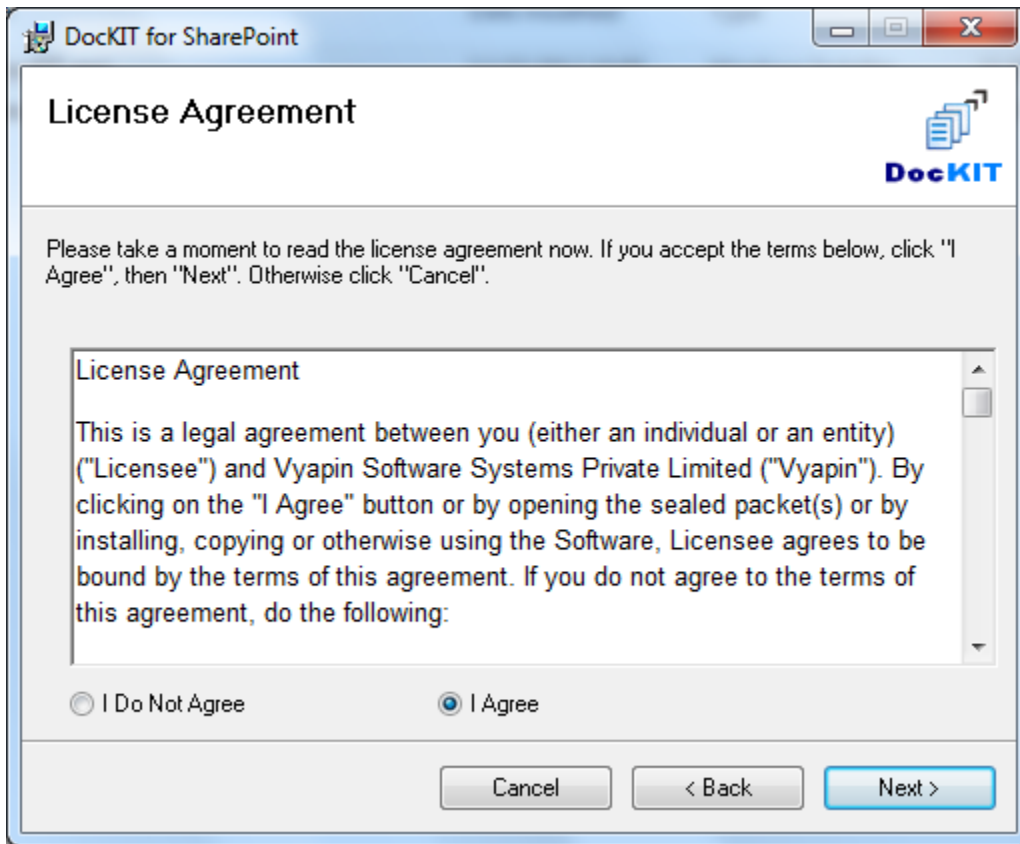 DocKIT for SharePoint
License Agreement
DocKIT
Please take a moment to read the license agreement now. If you accept the terms below, click "I
Agree", then "Next". Otherwise click "Cancel".
License Agreement
This is a legal agreement between you (either an individual or an entity)
("Licensee") and Vyapin Software Systems Private Limited ("Vyapin"). By
clicking on the "I Agree" button or by opening the sealed packet(s) or by
installing, copying or otherwise using the Software, Licensee agrees to be
bound by the terms of this agreement. If you do not agree to the terms of
this agreement, do the following:
I Do Not Agree
I Agree
Cancel
< Back
Next >